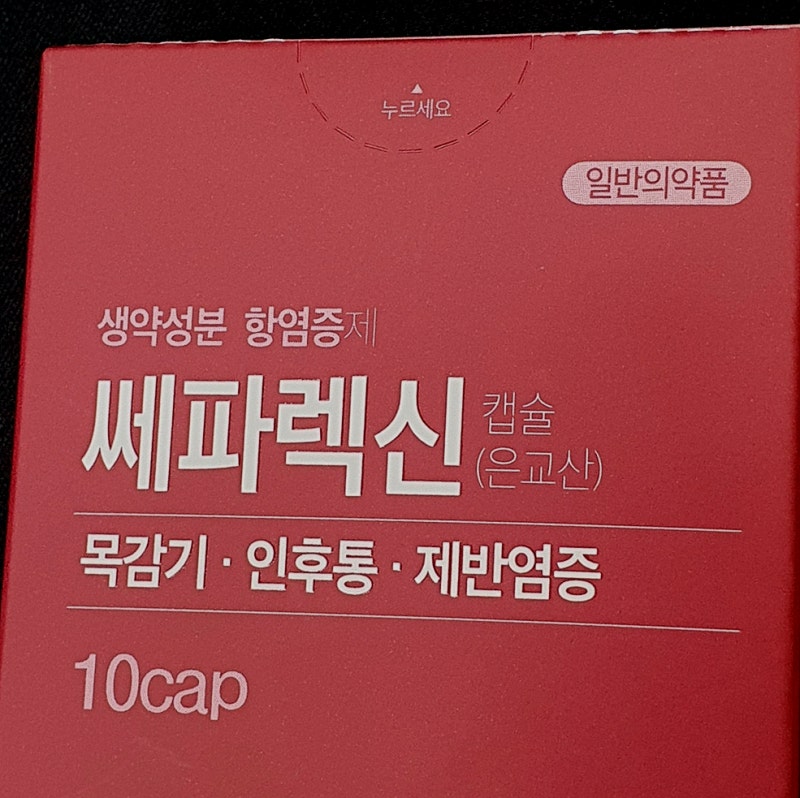 ▲
누르세요
일반의약품
생약성분 항염증제
쎄파렉신 캡슐
(은교산)
목감기 · 인후통 · 제반염증
10cap